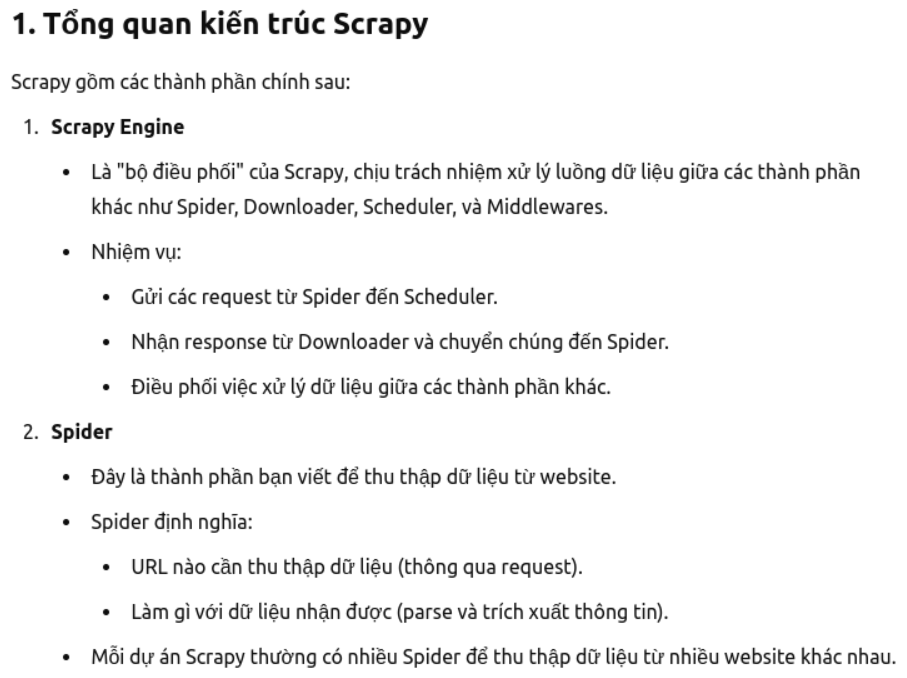 1. Tổng quan kiến trúc Scrapy
Scrapy gồm các thành phần chính sau:
1. Scrapy Engine
• Là "bộ điều phối" của Scrapy, chịu trách nhiệm xử lý luồng dữ liệu giữa các thành phần
khác như Spider, Downloader, Scheduler, và Middlewares.
• Nhiệm vụ:
• Gửi các request từ Spider đến Scheduler.
• Nhận response từ Downloader và chuyển chúng đến Spider.
• Điều phối việc xử lý dữ liệu giữa các thành phần khác.
2. Spider
• Đây là thành phần bạn viết để thu thập dữ liệu từ website.
• Spider định nghĩa:
• URL nào cần thu thập dữ liệu (thông qua request).
• Làm gì với dữ liệu nhận được (parse và trích xuất thông tin).
• Mỗi dự án Scrapy thường có nhiều Spider để thu thập dữ liệu từ nhiều website khác nhau.